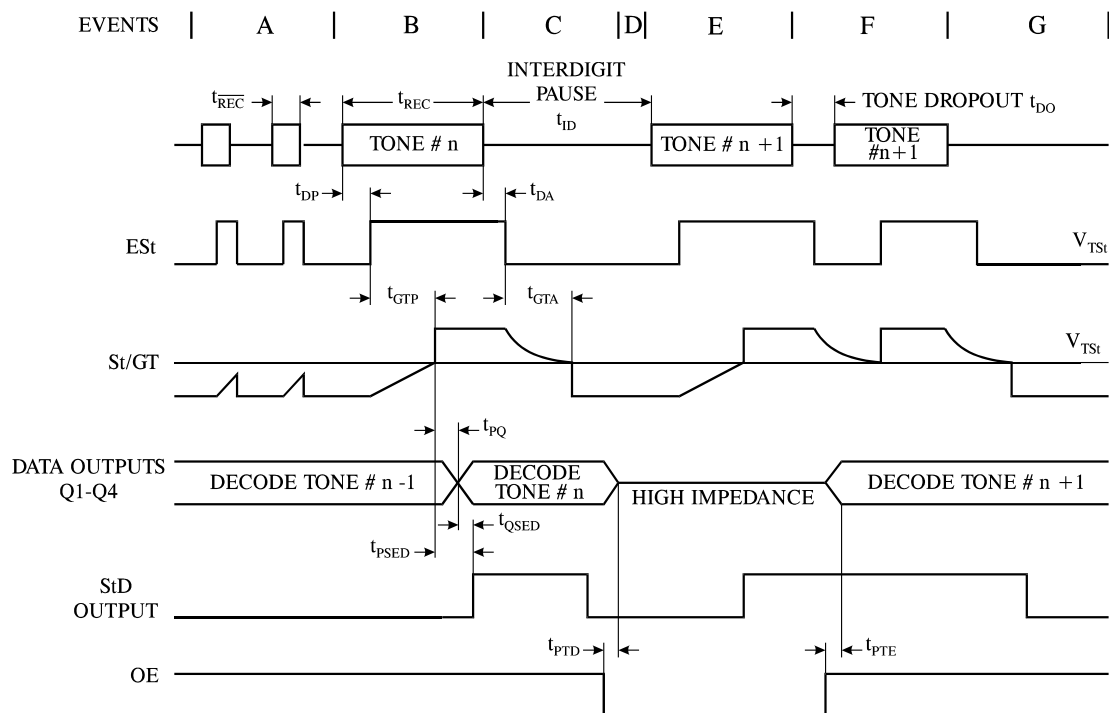 EVENTS A B C D E F G
INTERDIGIT
PAUSE
tREC tREC TONE DROPOUT tDO
tID
TONE # n TONE # n +1 TONE
#n+1
tDP tDA
ESt VTSt
tGTP tGTA
St/GT VTSt
tPQ
DATA OUTPUTS
Q1-Q4
DECODE TONE # n -1 DECODE
TONE # n
HIGH IMPEDANCE DECODE TONE # n +1
tQSED
tPSED
StD
OUTPUT
tPTD tPTE
OE